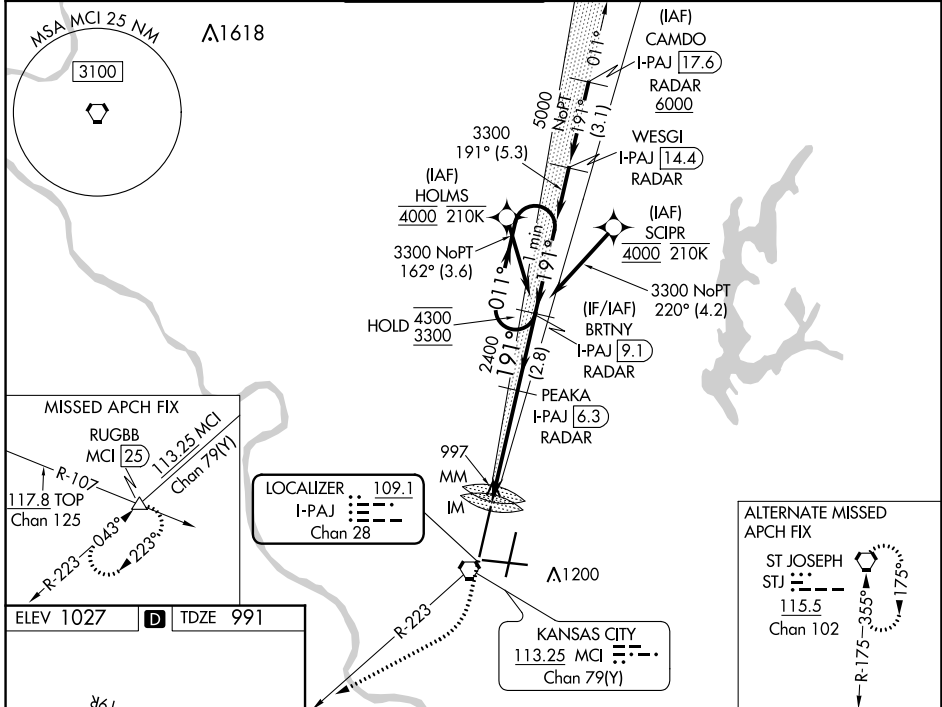 MSA MCI 25 NM
3100
1618
011°
(IAF)
CAMDO
I-PAJ 17.6
RADAR
6000
5000
NoPT
191°
(3.1)
3300
191° (5.3)
WESGI
I-PAJ 14.4
RADAR
(IAF)
HOLMS
4000 210K
(IAF)
SCIPR
4000 210K
3300 NoPT
162° (3.6)
1 min
191°
011°
3300 NoPT
220° (4.2)
HOLD 4300
3300
(IF/IAF)
BRTNY
I-PAJ 9.1
RADAR
2400
191°
(2.8)
PEAKA
I-PAJ 6.3
RADAR
MISSED APCH FIX
RUGBB
MCI 25
113.25 MCI
Chan 79(Y)
R-107
117.8 TOP
Chan 125
R-223
043°
223°
997
MM
IM
LOCALIZER 109.1
I-PAJ
Chan 28
1200
R-223
KANSAS CITY
113.25 MCI
Chan 79(Y)
ALTERNATE MISSED
APCH FIX
ST JOSEPH
STJ
115.5
Chan 102
175°
R-175
355°
ELEV 1027 D TDZE 991
19R